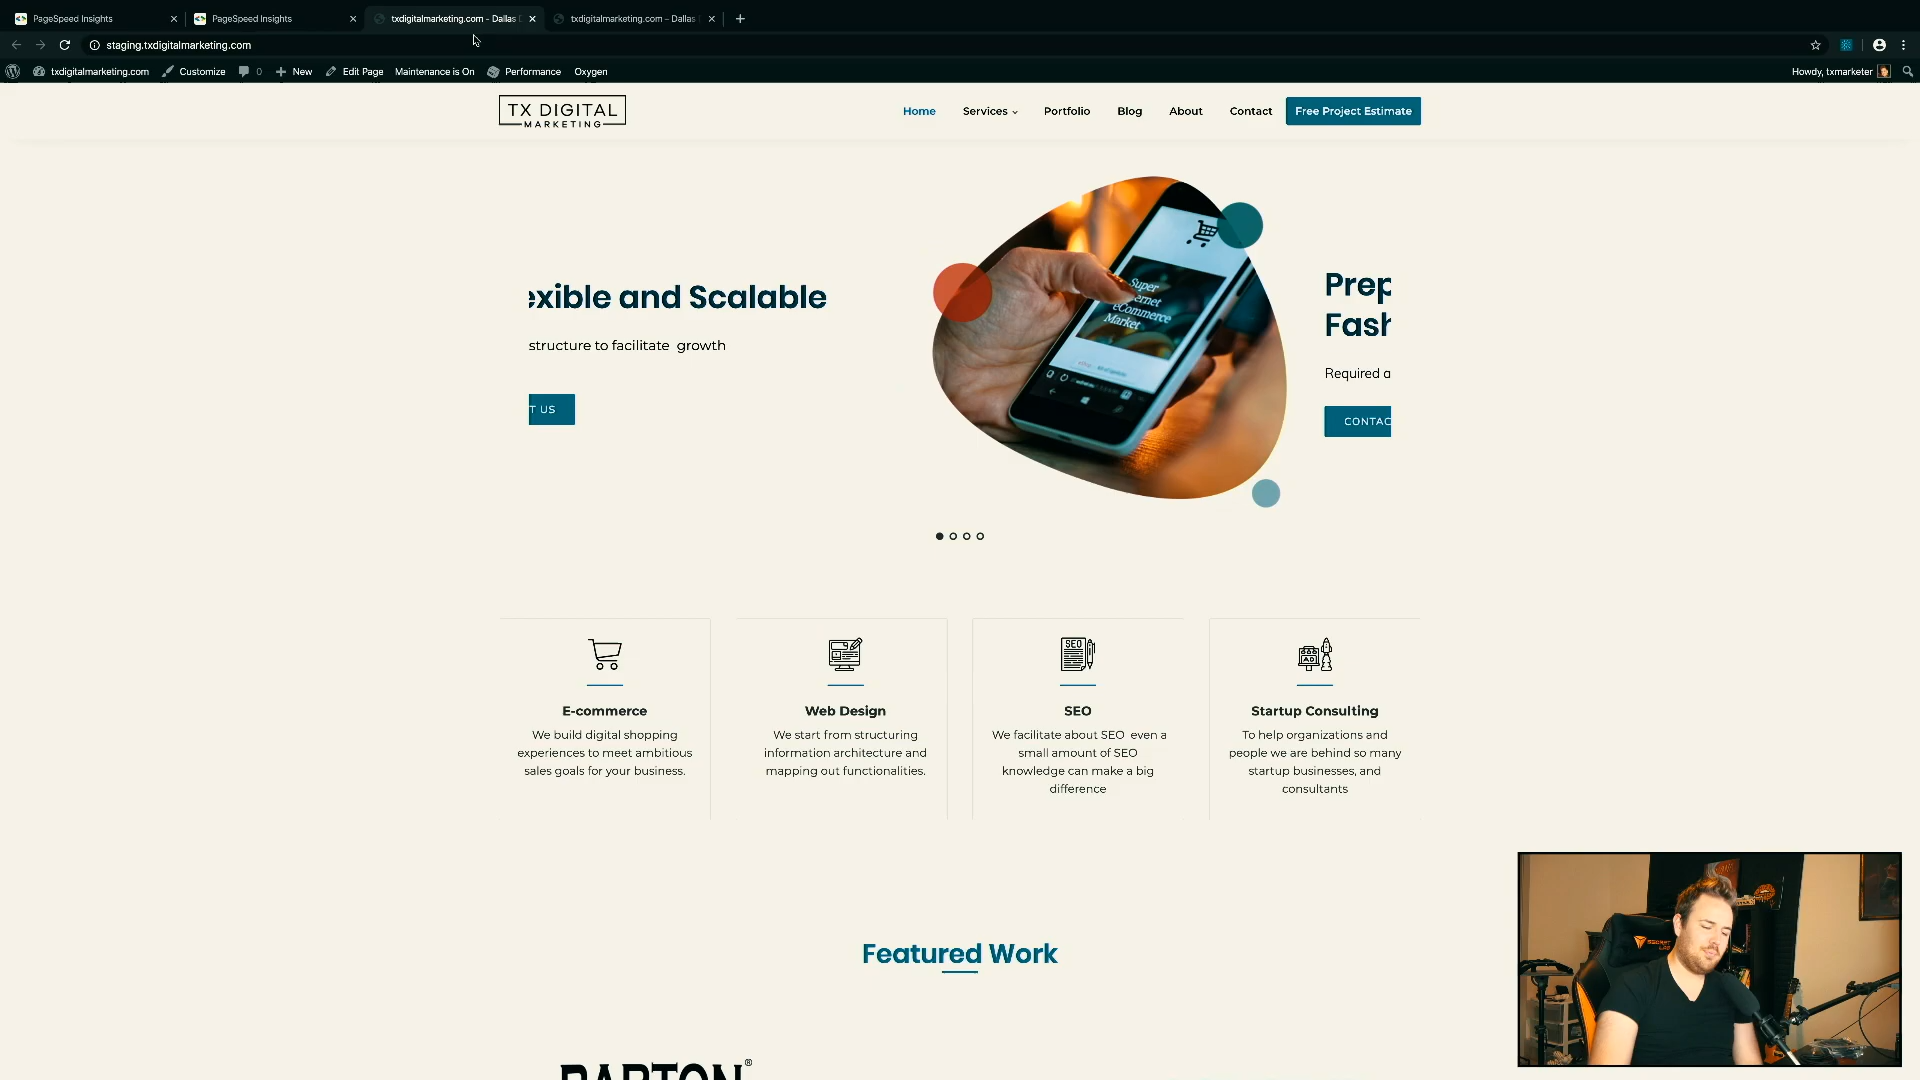 PageSpeed Insights
PageSpeed Insights
txdigitalmarketing.com - Dallas
txdigitalmarketing.com - Dallas
staging.txdigitalmarketing.com
txdigitalmarketing.com
Customize
0
New
Edit Page
Maintenance is On
Performance
Oxygen
Howdy, txmarketer
TX DIGITAL
MARKETING
Home
Services
Portfolio
Blog
About
Contact
Free Project Estimate
exible and Scalable
structure to facilitate growth
T US
Super
eCommerce
Market
Prep
Fash
Required a
CONTAC
SEO
AD
E-commerce
We build digital shopping
experiences to meet ambitious
sales goals for your business.
Web Design
We start from structuring
information architecture and
mapping out functionalities.
SEO
We facilitate about SEO even a
small amount of SEO
knowledge can make a big
difference
Startup Consulting
To help organizations and
people we are behind so many
startup businesses, and
consultants
Featured Work
BARTON®